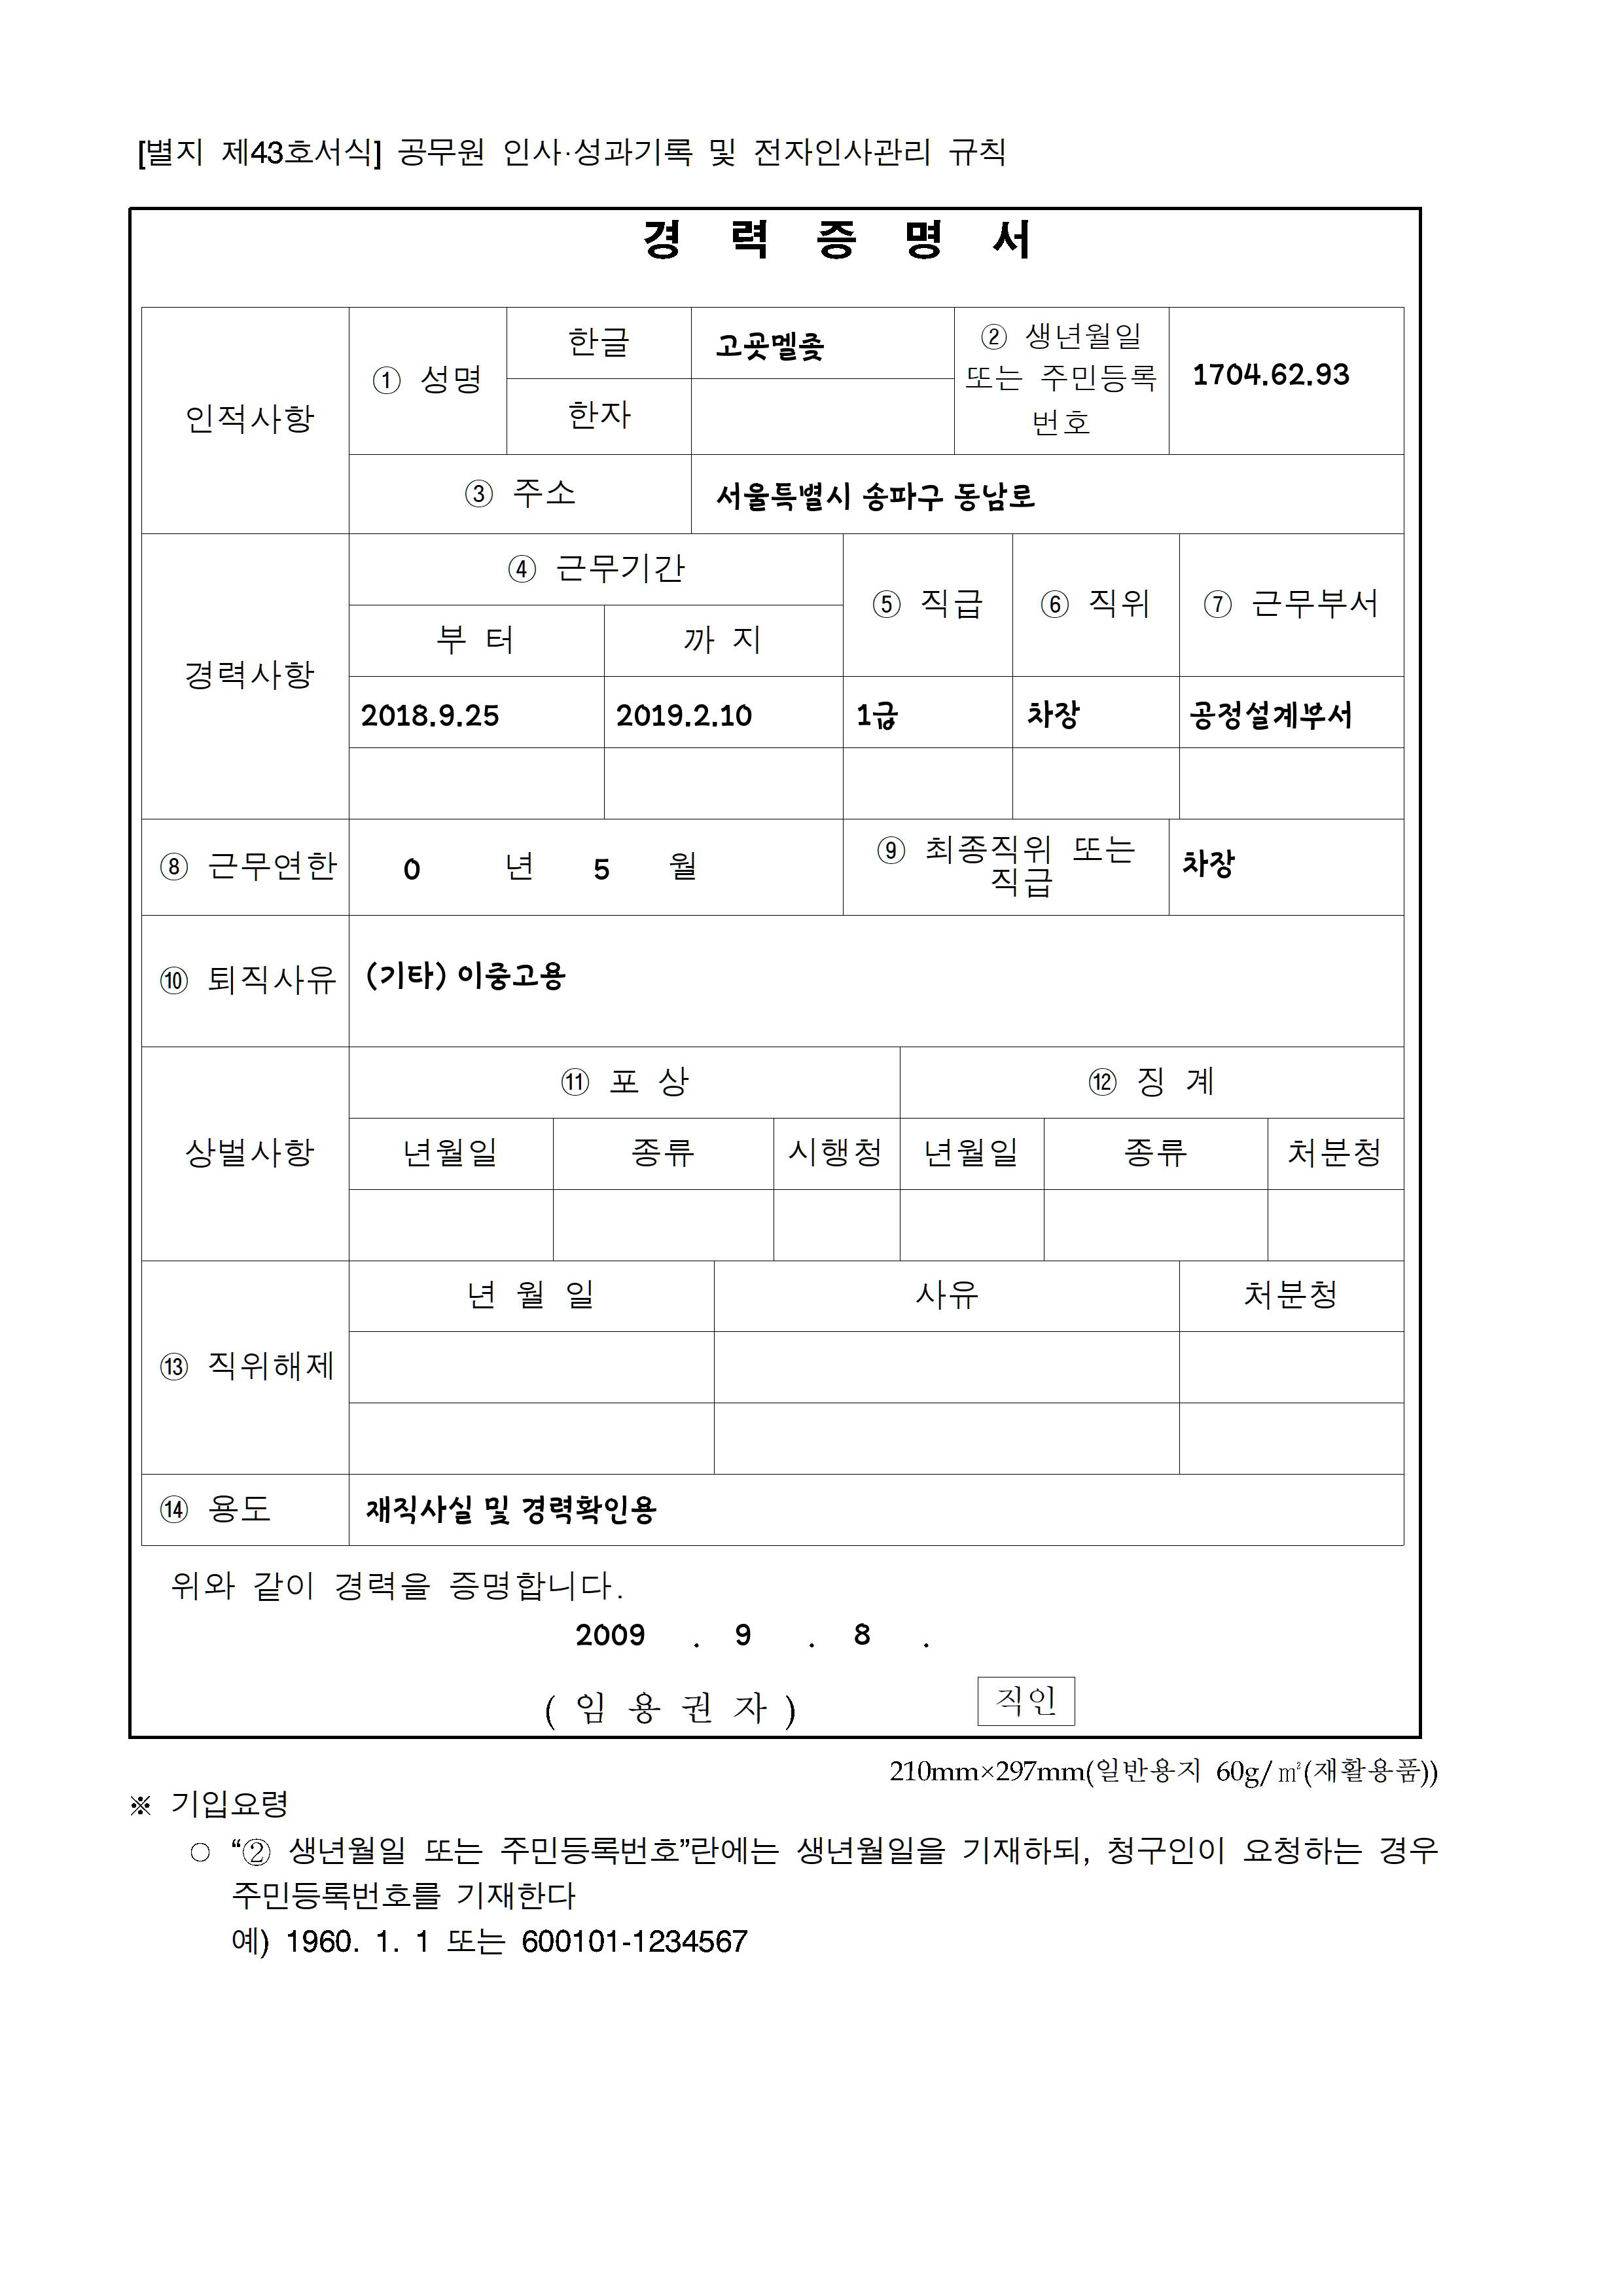 [별지 제43호서식] 공무원 인사·성과기록 및 전자인사관리 규칙
경 력 증 명 서
인적사항
① 성명
한글
고굦멜줒
② 생년월일
또는 주민등록
번호
1704.62.93
한자
③ 주소
서울특별시 송파구 동남로
경력사항
④ 근무기간
⑤ 직급
⑥ 직위
⑦ 근무부서
부 터
까 지
2018.9.25
2019.2.10
1급
차장
공정설계부서
⑧ 근무연한
0 년 5 월
⑨ 최종직위 또는
직급
차장
⑩ 퇴직사유
(기타) 이중고용
상벌사항
⑪ 포 상
⑫ 징 계
년월일
종류
시행청
년월일
종류
처분청
⑬ 직위해제
년 월 일
사유
처분청
⑭ 용도
재직사실 및 경력확인용
위와 같이 경력을 증명합니다.
2009 . 9 . 8 .
( 임 용 권 자 )
직인
210mm×297mm(일반용지 60g/㎡(재활용품))
※ 기입요령
○ “② 생년월일 또는 주민등록번호”란에는 생년월일을 기재하되, 청구인이 요청하는 경우
주민등록번호를 기재한다
예) 1960. 1. 1 또는 600101-1234567